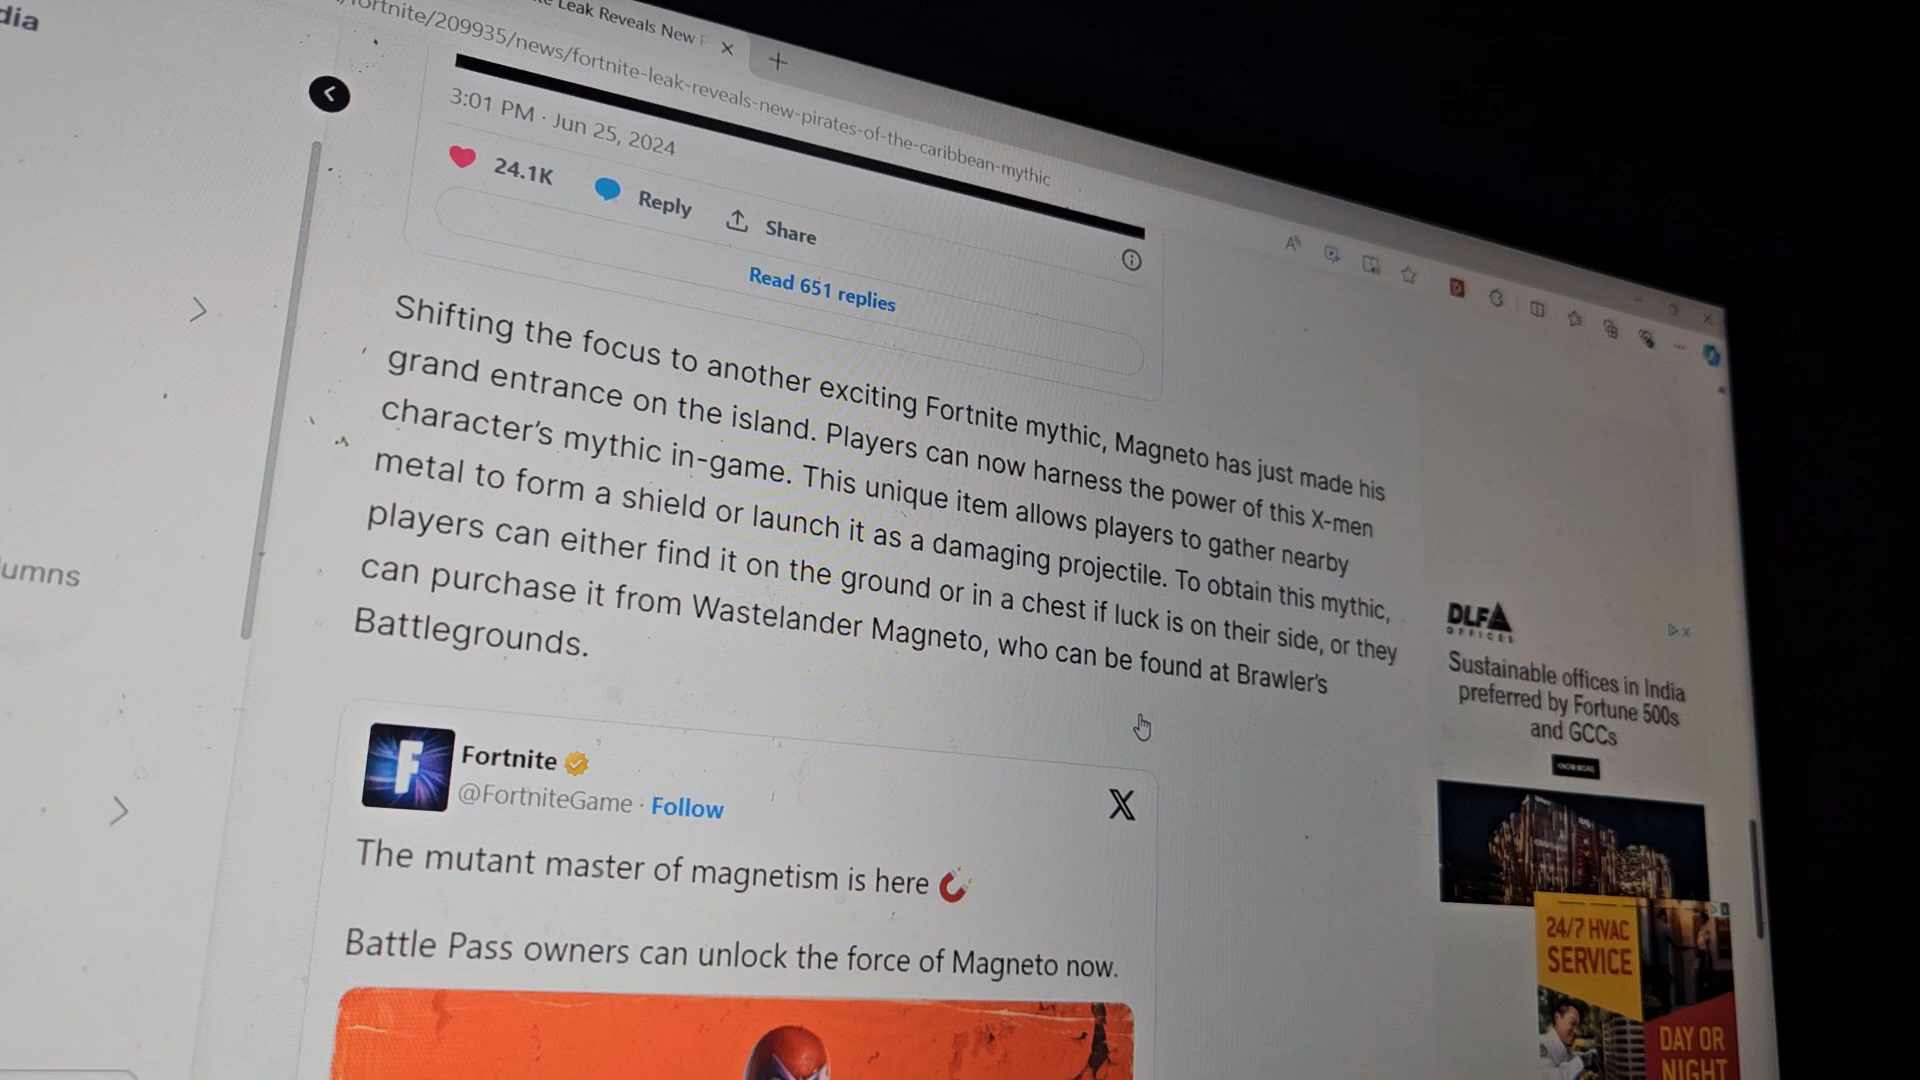 dia
Leak Reveals New
fortnite/209935/news/fortnite-leak-reveals-new-pirates-of-the-caribbean-mythic
3:01 PM · Jun 25, 2024
24.1K Reply Share
Read 651 replies
Shifting the focus to another exciting Fortnite mythic, Magneto has just made his
grand entrance on the island. Players can now harness the power of this X-men
character's mythic in-game. This unique item allows players to gather nearby
metal to form a shield or launch it as a damaging projectile. To obtain this mythic,
players can either find it on the ground or in a chest if luck is on their side, or they
can purchase it from Wastelander Magneto, who can be found at Brawler's
Battlegrounds.
umns
Fortnite
@FortniteGame · Follow
The mutant master of magnetism is here
Battle Pass owners can unlock the force of Magneto now.
DLF
OFFICES
Sustainable offices in India
preferred by Fortune 500s
and GCCs
KNOW MORE
24/7 HVAC
SERVICE
DAY OR
NIGHT